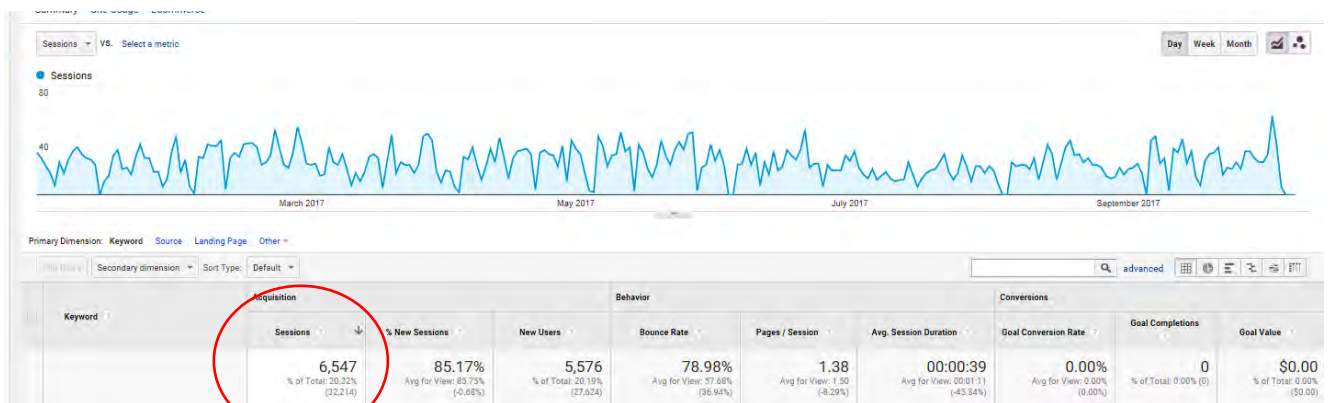 Summary Site Usage Ecommerce
Sessions VS. Select a metric
Day Week Month
Sessions
80
40
March 2017 May 2017 July 2017 September 2017
Primary Dimension: Keyword Source Landing Page Other
Plot Rows Secondary dimension Sort Type: Default advanced
Acquisition Behavior Conversions
Keyword Sessions % New Sessions New Users Bounce Rate Pages / Session Avg. Session Duration Goal Conversion Rate Goal Completions Goal Value
6,547 85.17% 5,576 78.98% 1.38 00:00:39 0.00% 0 $0.00
% of Total: 20.32% Avg for View: 85.75% % of Total: 20.19% Avg for View: 57.68% Avg for View: 1.50 Avg for View: 00:01:11 Avg for View: 0.00% % of Total: 0.00% (0) % of Total: 0.00%
(32,214) (-0.68%) (27,624) (36.94%) (-8.29%) (-45.34%) (0.00%) ($0.00)